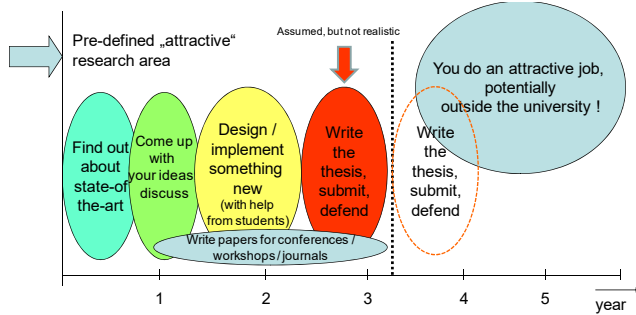 Assumed, but not realistic
Pre-defined „attractive“
research area
You do an attractive job,
potentially
outside the university !
Find out
about
state-of
the-art
Come up
with
your ideas
discuss
Design /
implement
something
new
(with help
from students)
Write
the
thesis,
submit,
defend
Write
the
thesis,
submit,
defend
Write papers for conferences /
workshops / journals
1
2
3
4
5
year